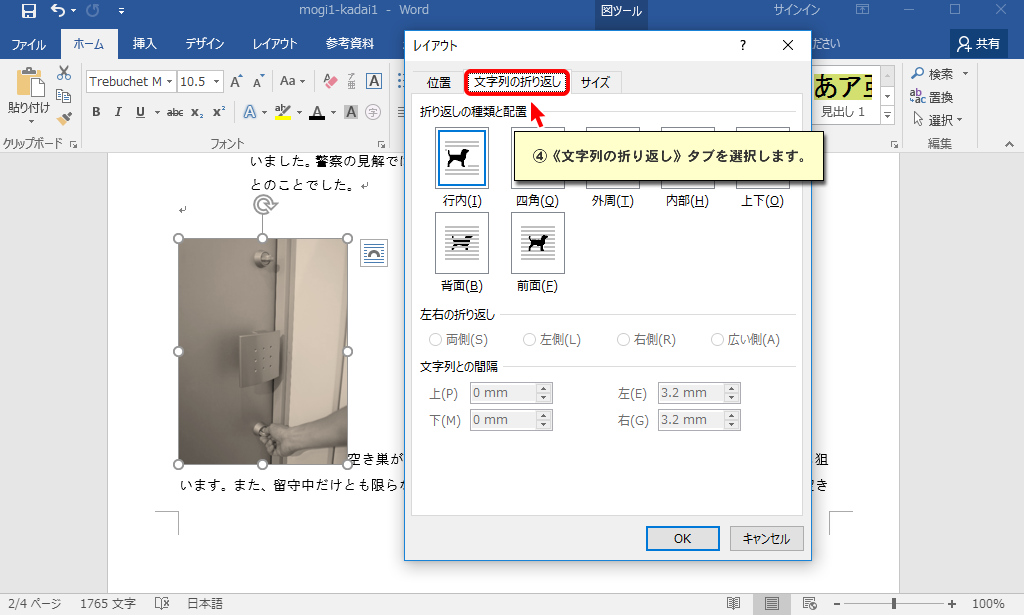 mogi1-kadai1 - Word
図ツール
サインイン
ファイル
ホーム
挿入
デザイン
レイアウト
参考資料
ださい
共有
貼り付け
クリップボード
Trebuchet M
10.5
Aa
亜
A
B I U abc x₂ x²
A
A
A
字
フォント
あア亜
見出し 1
検索
置換
選択
編集
レイアウト
?
位置
文字列の折り返し
サイズ
折り返しの種類と配置
④《文字列の折り返し》タブを選択します。
行内(I)
四角(Q)
外周(T)
内部(H)
上下(O)
背面(B)
前面(F)
左右の折り返し
両側(S)
左側(L)
右側(R)
広い側(A)
文字列との間隔
上(P)
0 mm
左(E)
3.2 mm
下(M)
0 mm
右(G)
3.2 mm
OK
キャンセル
いました。警察の見解では
とのことでした。
空き巣が
狙
います。また、留守中だけとも限らな
き
2/4 ページ
1765 文字
日本語
100%